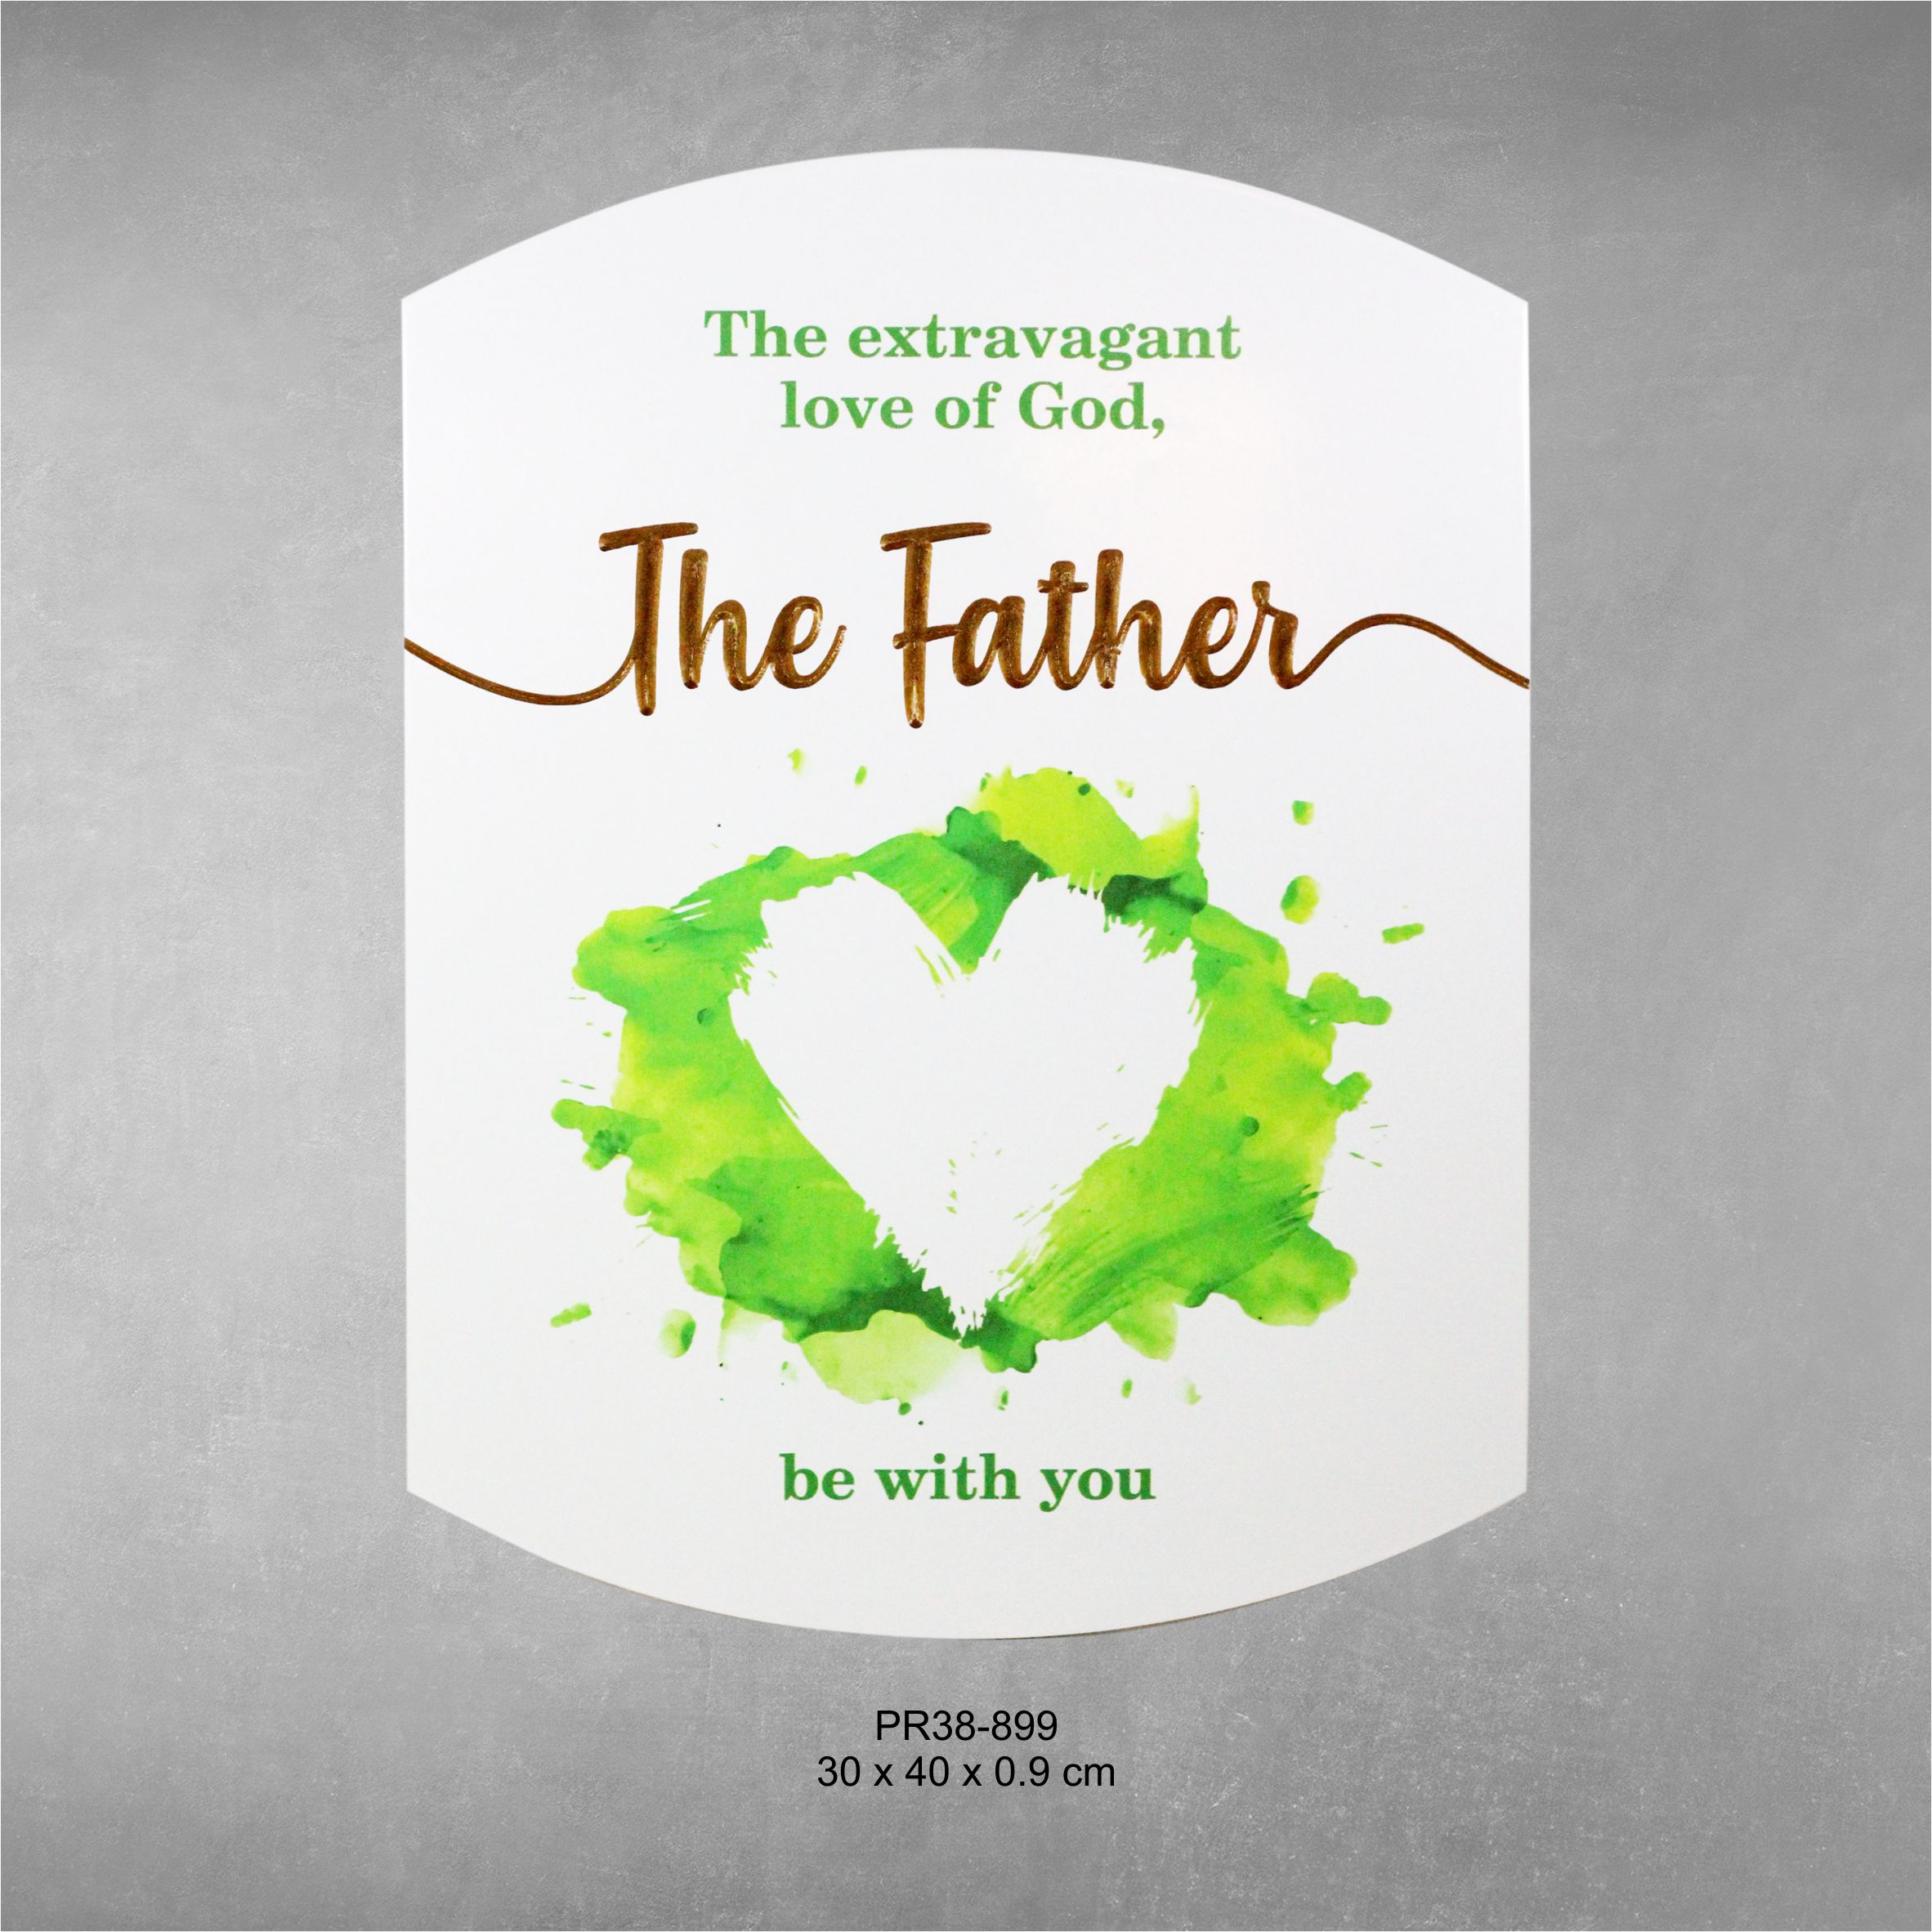 The extravagant
love of God,
The Father
be with you
PR38-899
30 x 40 x 0.9 cm